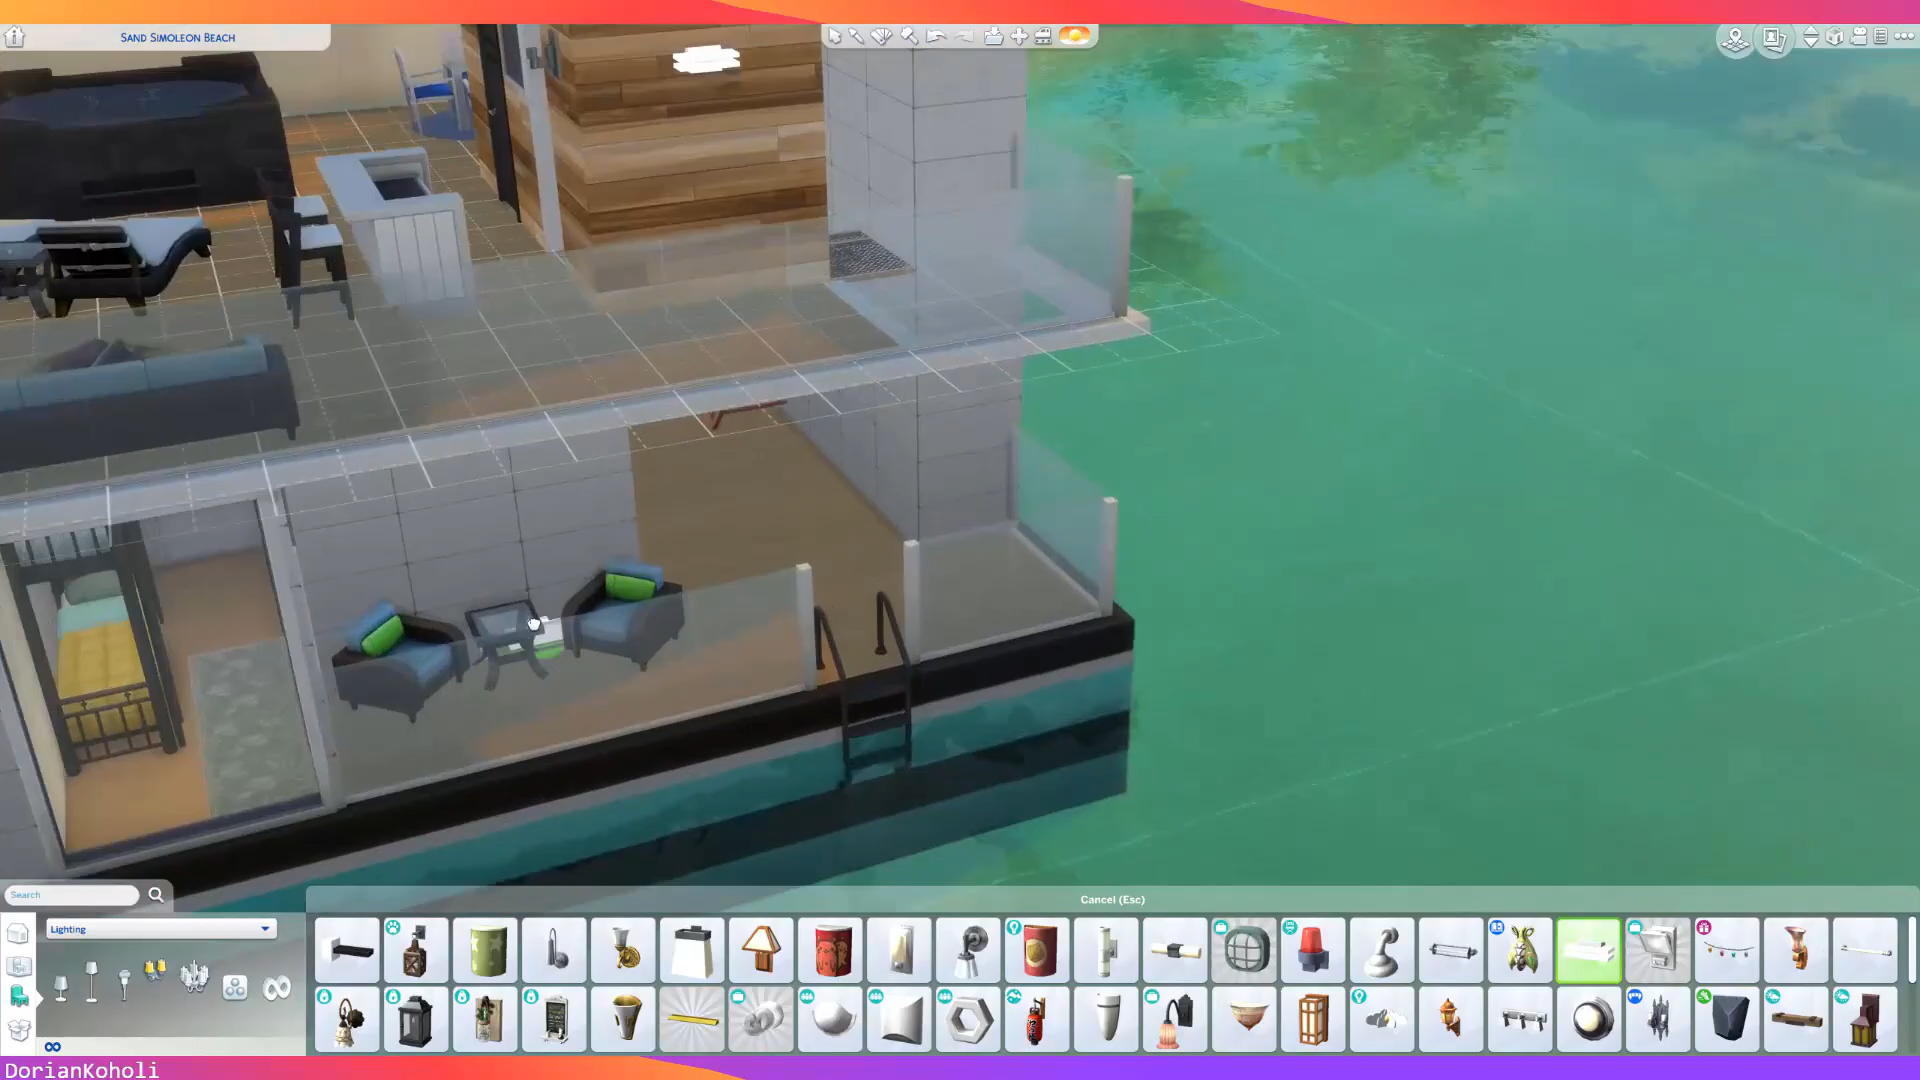 SAND SIMOLEON BEACH
Cancel (Esc)
Search
Lighting
DorianKoholi